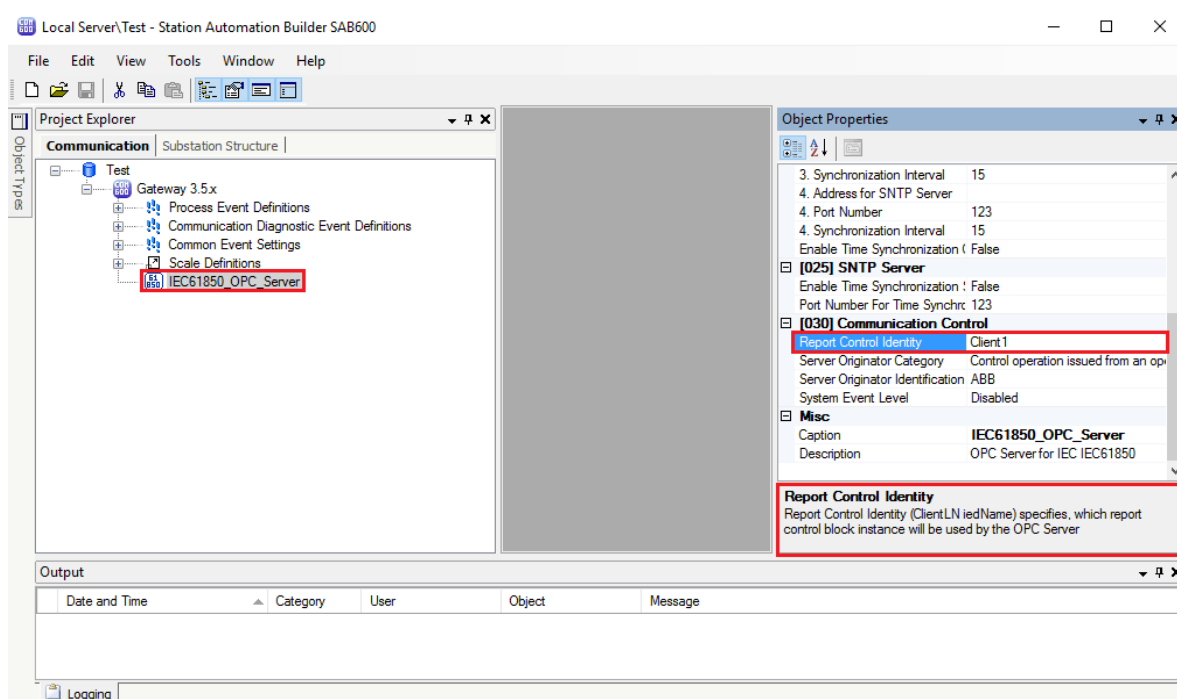 Local Server\Test - Station Automation Builder SAB600
File Edit View Tools Window Help
Object Types
Project Explorer
Communication Substation Structure
Test
Gateway 3.5.x
Process Event Definitions
Communication Diagnostic Event Definitions
Common Event Settings
Scale Definitions
IEC61850_OPC_Server
Object Properties
3. Synchronization Interval 15
4. Address for SNTP Server
4. Port Number 123
4. Synchronization Interval 15
Enable Time Synchronization ( False
[025] SNTP Server
Enable Time Synchronization : False
Port Number For Time Synchrc 123
[030] Communication Control
Report Control Identity Client1
Server Originator Category Control operation issued from an ope
Server Originator Identification ABB
System Event Level Disabled
Misc
Caption IEC61850_OPC_Server
Description OPC Server for IEC IEC61850
Report Control Identity
Report Control Identity (ClientLN iedName) specifies, which report
control block instance will be used by the OPC Server
Output
Date and Time Category User Object Message
Logging